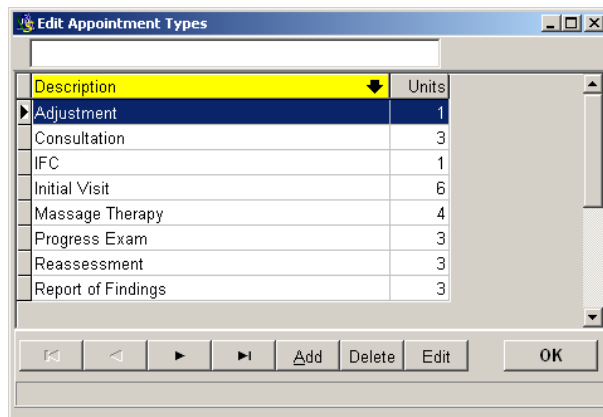 Edit Appointment Types
Description Units
Adjustment 1
Consultation 3
IFC 1
Initial Visit 6
Massage Therapy 4
Progress Exam 3
Reassessment 3
Report of Findings 3
Add Delete Edit OK